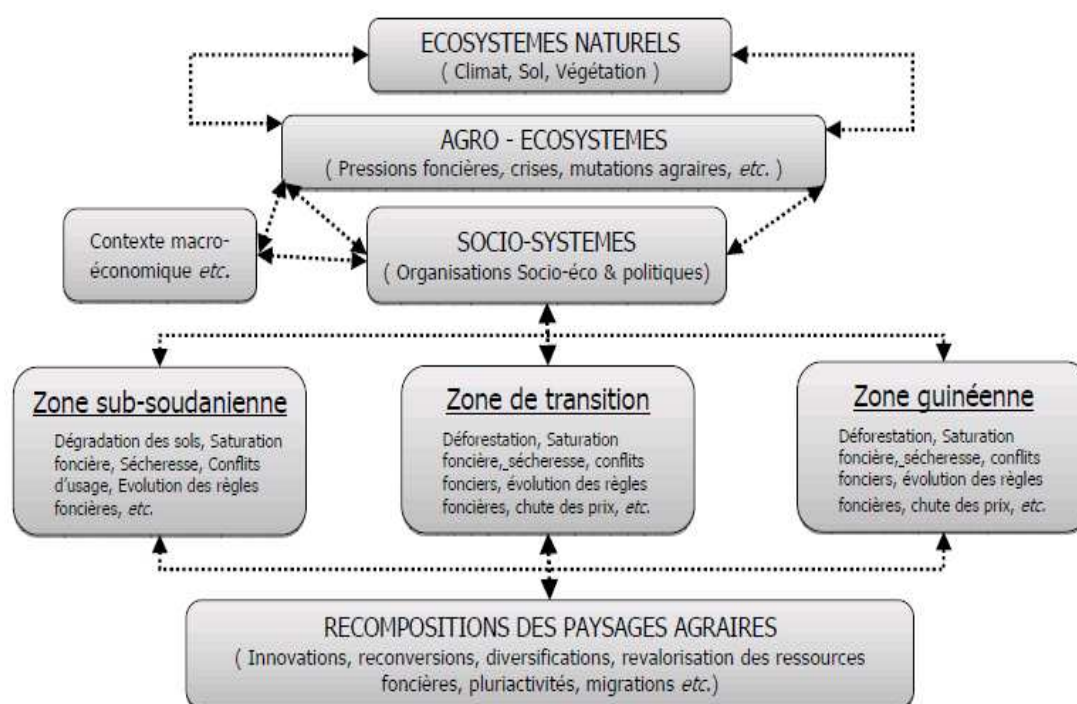 ECOSYSTEMES NATURELS
( Climat, Sol, Végétation )
AGRO - ECOSYSTEMES
( Pressions foncières, crises, mutations agraires, etc. )
Contexte macro-
économique etc.
SOCIO-SYSTEMES
( Organisations Socio-éco & politiques)
Zone sub-soudanienne
Dégradation des sols, Saturation
foncière, Sécheresse, Conflits
d'usage, Evolution des règles
foncières, etc.
Zone de transition
Déforestation, Saturation
foncière, sécheresse, conflits
fonciers, évolution des règles
foncières, chute des prix, etc.
Zone guinéenne
Déforestation, Saturation
foncière, sécheresse, conflits
fonciers, évolution des règles
foncières, chute des prix, etc.
RECOMPOSITIONS DES PAYSAGES AGRAIRES
( Innovations, reconversions, diversifications, revalorisation des ressources
foncières, pluriactivités, migrations etc.)